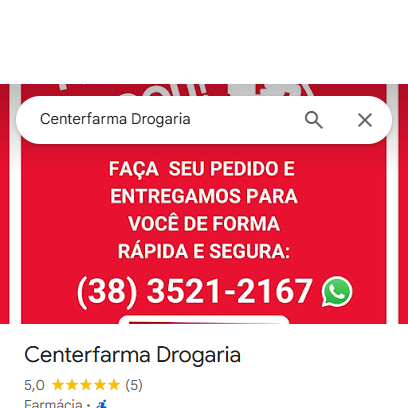 Centerfarma Drogaria
FAÇA SEU PEDIDO E
ENTREGAMOS PARA
VOCÊ DE FORMA
RÁPIDA E SEGURA:
(38) 3521-2167
Centerfarma Drogaria
5,0 ★★★★★ (5)
Farmácia ·